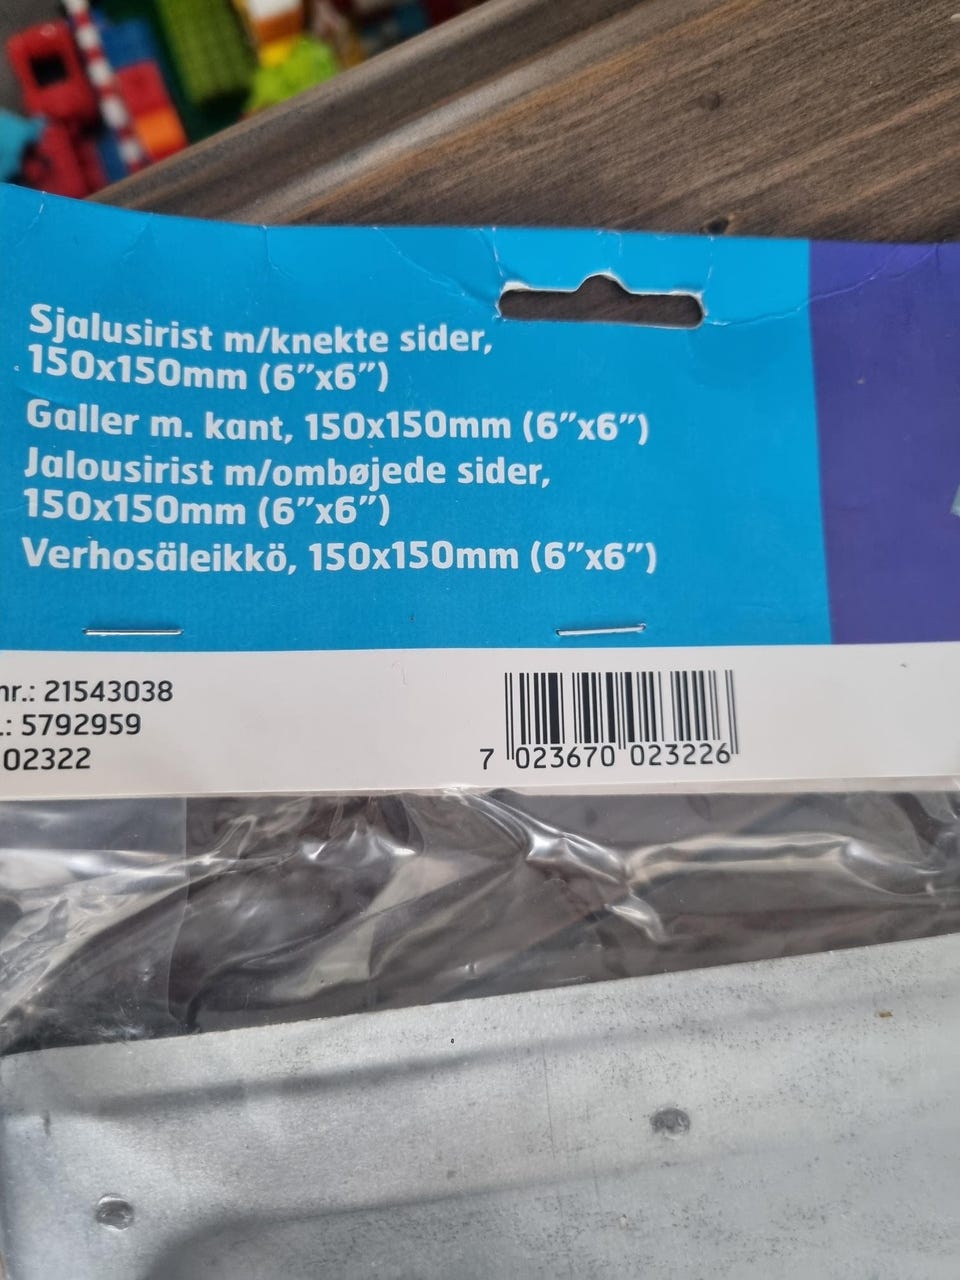 Sjalusirist m/knekte sider,
150x150mm (6”x6”)
Galler m. kant, 150x150mm (6”x6”)
Jalousirist m/ombøjede sider,
150x150mm (6”x6”)
Verhosäleikkö, 150x150mm (6”x6”)
nr.: 21543038
.: 5792959
02322
7 023670 023226